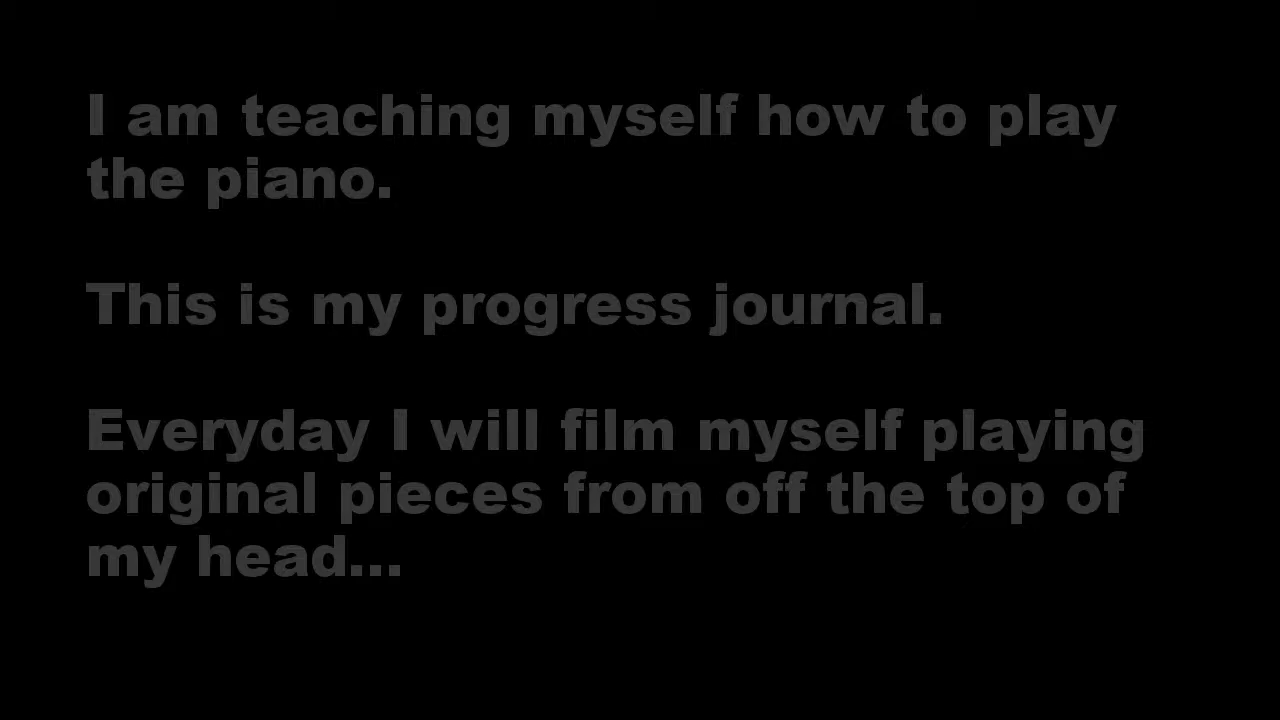 I am teaching myself how to play
the piano.
This is my progress journal.
Everyday I will film myself playing
original pieces from off the top of
my head...